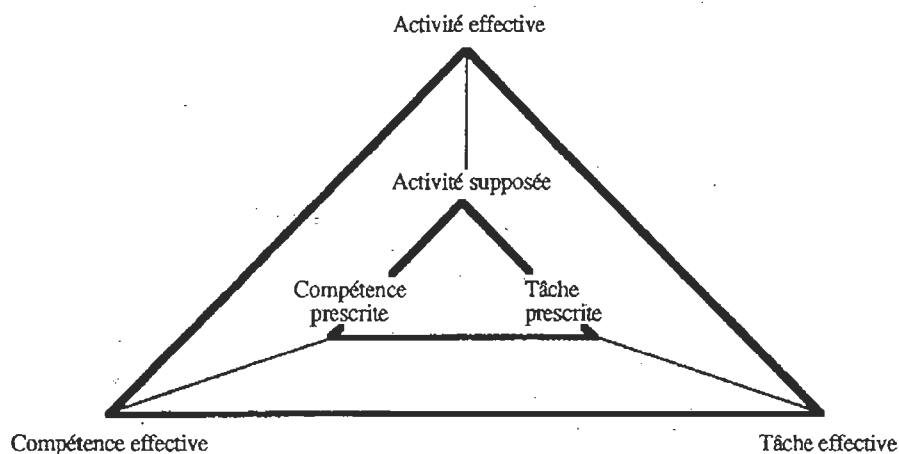 Activité effective
Activité supposée
Compétence
prescrite
Tâche
prescrite
Compétence effective
Tâche effective